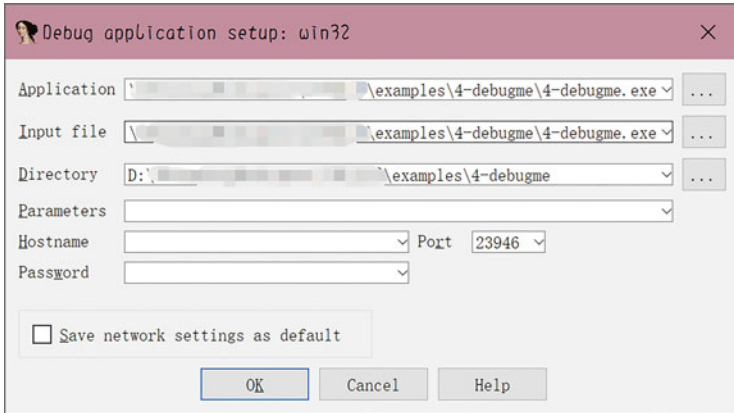 Debug application setup: win32
Application \examples\4-debugme\4-debugme.exe ...
Input file \examples\4-debugme\4-debugme.exe ...
Directory D:\ \examples\4-debugme ...
Parameters
Hostname Port 23946
Password
Save network settings as default
OK Cancel Help